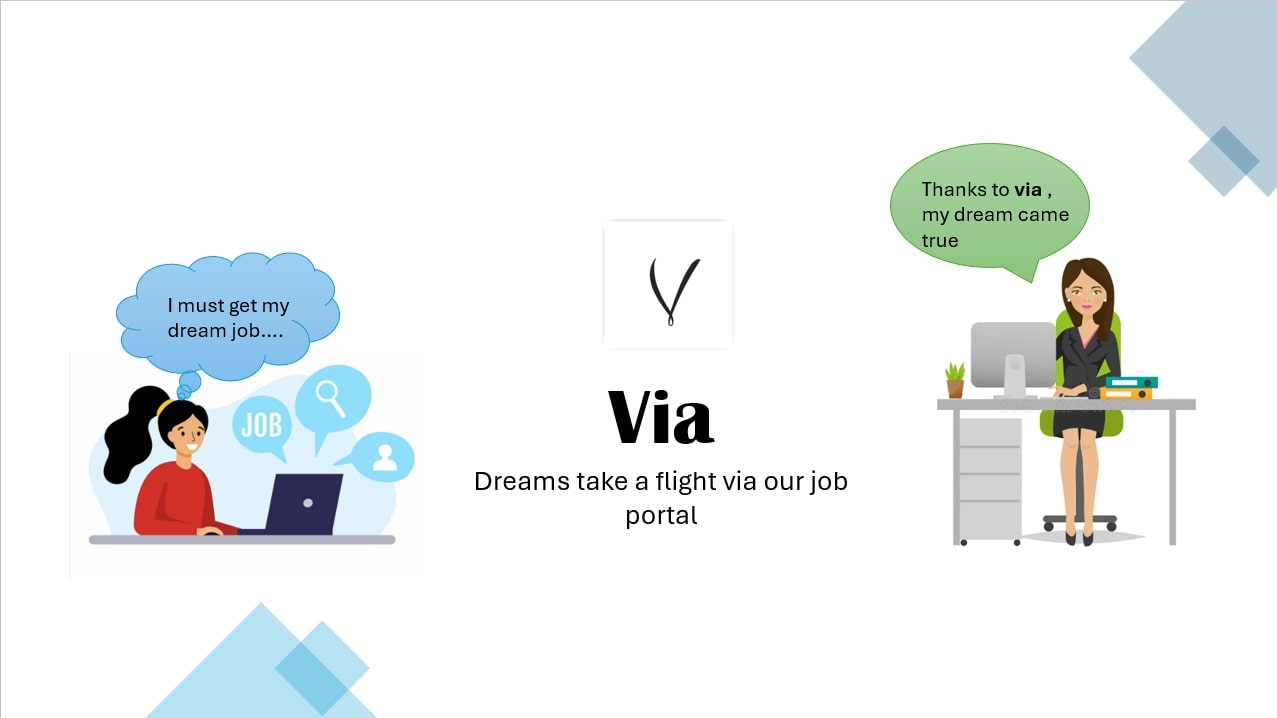 I must get my
dream job....
JOB
V
Via
Dreams take a flight via our job
portal
Thanks to via ,
my dream came
true